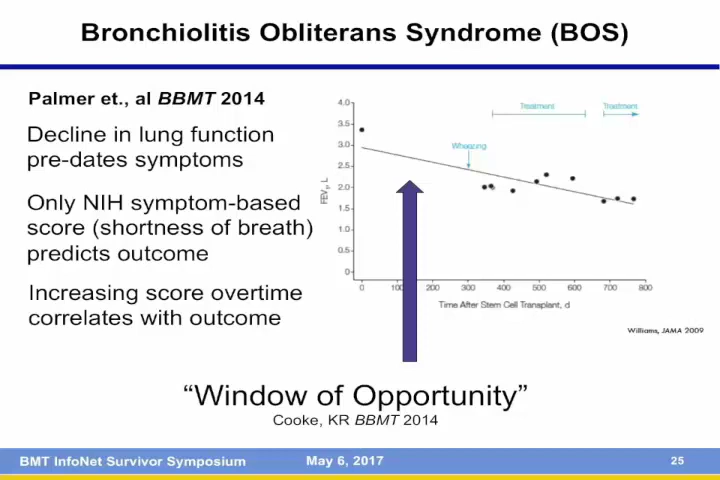 Bronchiolitis Obliterans Syndrome (BOS)
Palmer et., al BBMT 2014
Decline in lung function
pre-dates symptoms
Only NIH symptom-based
score (shortness of breath)
predicts outcome
Increasing score overtime
correlates with outcome
Treatment
Treatment
Wheezing
FEV₁, L
4.0
3.5
3.0
2.5
2.0
1.5
1.0
0.5
0
0
100
200
300
400
500
600
700
800
Time After Stem Cell Transplant, d
Williams, JAMA 2009
“Window of Opportunity”
Cooke, KR BBMT 2014
BMT InfoNet Survivor Symposium
May 6, 2017
25